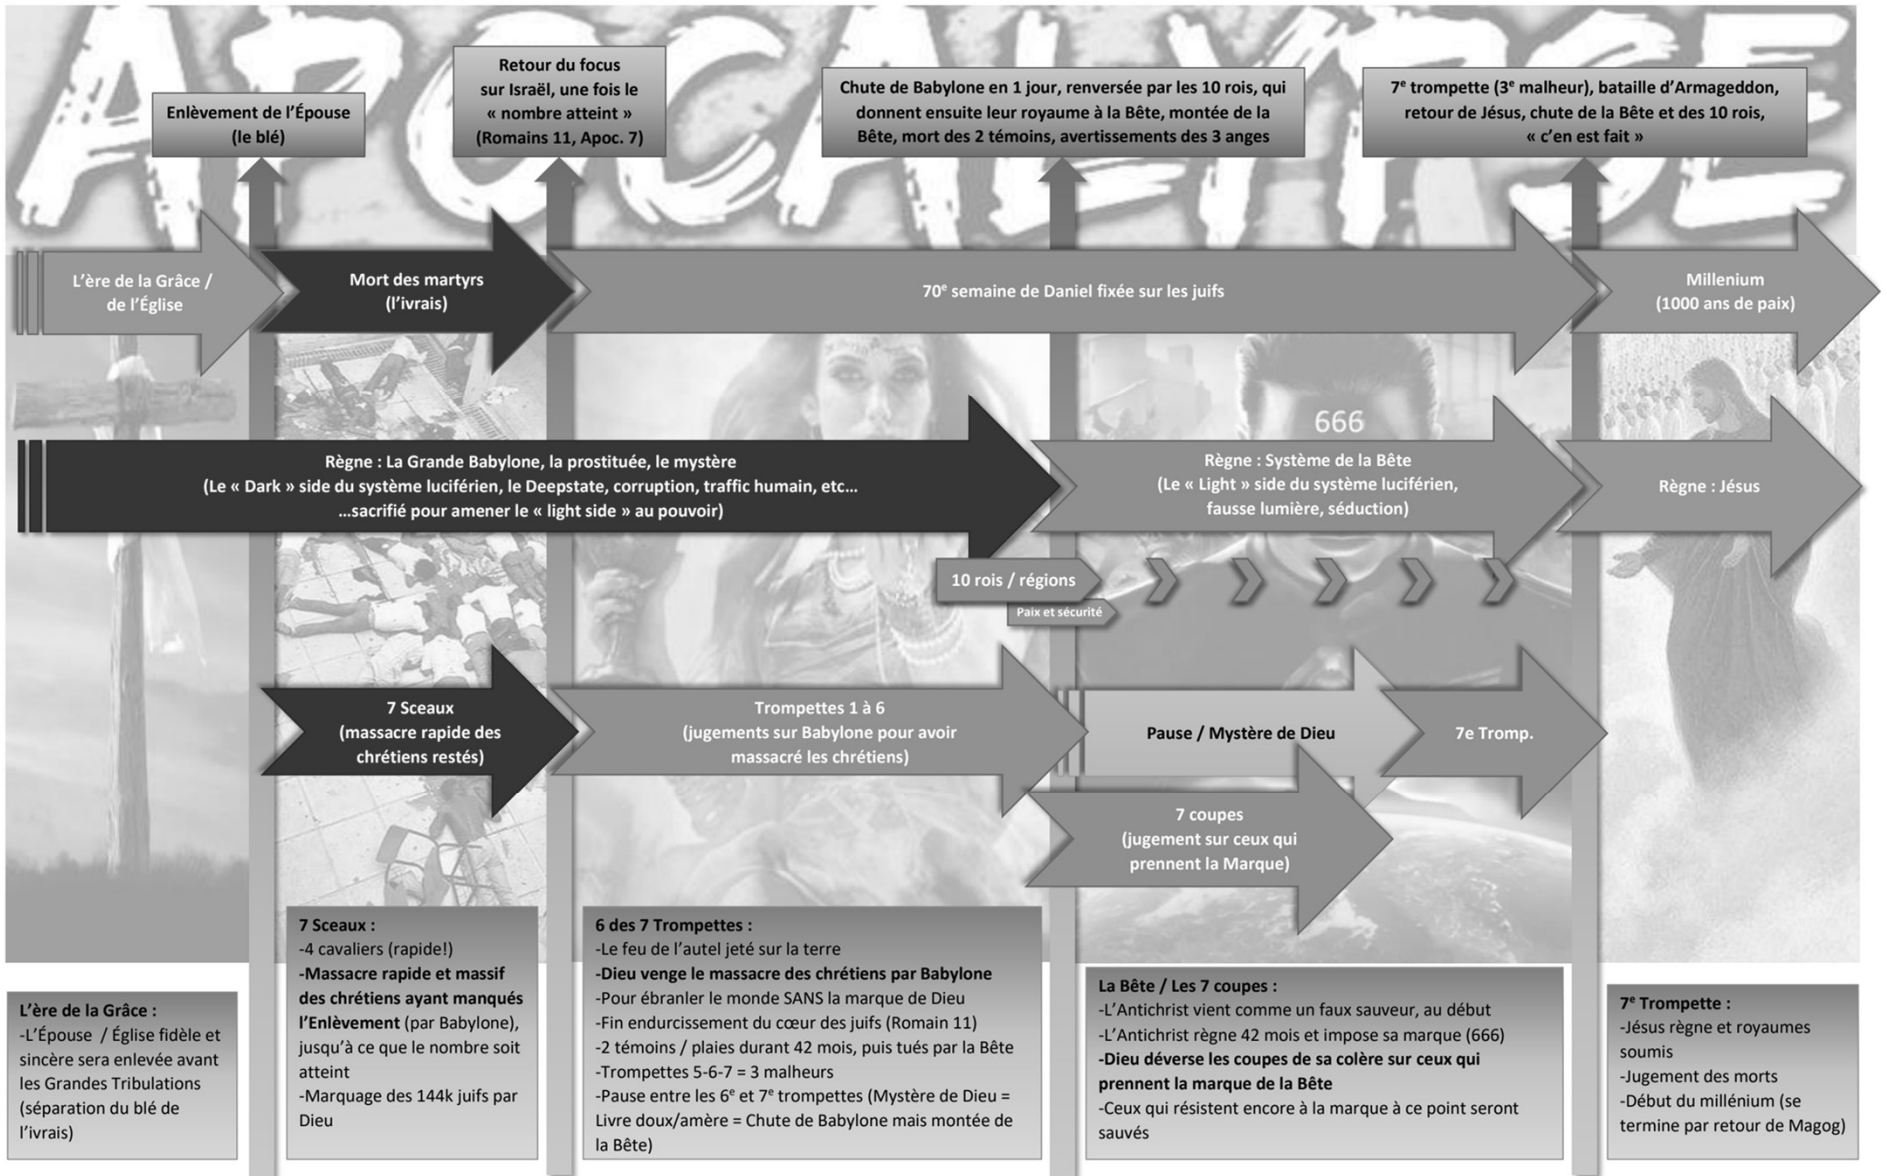 APOCALYPSE
Enlèvement de l’Épouse
(le blé)
Retour du focus
sur Israël, une fois le
« nombre atteint »
(Romains 11, Apoc. 7)
Chute de Babylone en 1 jour, renversée par les 10 rois, qui
donnent ensuite leur royaume à la Bête, montée de la
Bête, mort des 2 témoins, avertissements des 3 anges
7e trompette (3e malheur), bataille d’Armageddon,
retour de Jésus, chute de la Bête et des 10 rois,
« c’en est fait »
L’ère de la Grâce /
de l’Église
Mort des martyrs
(l’ivrais)
70e semaine de Daniel fixée sur les juifs
Millenium
(1000 ans de paix)
666
Règne : La Grande Babylone, la prostituée, le mystère
(Le « Dark » side du système luciférien, le Deepstate, corruption, traffic humain, etc…
…sacrifié pour amener le « light side » au pouvoir)
Règne : Système de la Bête
(Le « Light » side du système luciférien,
fausse lumière, séduction)
Règne : Jésus
10 rois / régions
Paix et sécurité
7 Sceaux
(massacre rapide des
chrétiens restés)
Trompettes 1 à 6
(jugements sur Babylone pour avoir
massacré les chrétiens)
Pause / Mystère de Dieu
7e Tromp.
7 coupes
(jugement sur ceux qui
prennent la Marque)
L’ère de la Grâce :
-L’Épouse / Église fidèle et
sincère sera enlevée avant
les Grandes Tribulations
(séparation du blé de
l’ivrais)
7 Sceaux :
-4 cavaliers (rapide!)
-Massacre rapide et massif
des chrétiens ayant manqués
l’Enlèvement (par Babylone),
jusqu’à ce que le nombre soit
atteint
-Marquage des 144k juifs par
Dieu
6 des 7 Trompettes :
-Le feu de l’autel jeté sur la terre
-Dieu venge le massacre des chrétiens par Babylone
-Pour ébranler le monde SANS la marque de Dieu
-Fin endurcissement du cœur des juifs (Romain 11)
-2 témoins / plaies durant 42 mois, puis tués par la Bête
-Trompettes 5-6-7 = 3 malheurs
-Pause entre les 6e et 7e trompettes (Mystère de Dieu =
Livre doux/amère = Chute de Babylone mais montée de
la Bête)
La Bête / Les 7 coupes :
-L’Antichrist vient comme un faux sauveur, au début
-L’Antichrist règne 42 mois et impose sa marque (666)
-Dieu déverse les coupes de sa colère sur ceux qui
prennent la marque de la Bête
-Ceux qui résistent encore à la marque à ce point seront
sauvés
7e Trompette :
-Jésus règne et royaumes
soumis
-Jugement des morts
-Début du millénium (se
termine par retour de Magog)